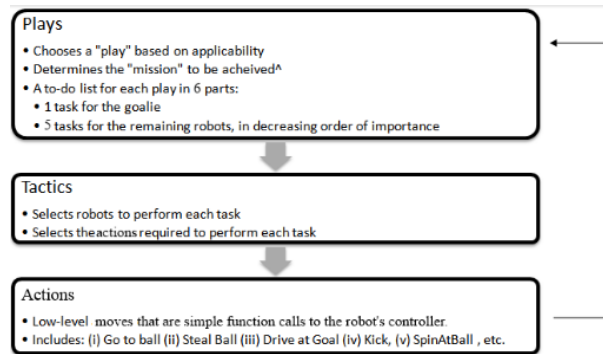 Plays
• Chooses a "play" based on applicability
• Determines the "mission" to be acheived^
• A to-do list for each play in 6 parts:
• 1 task for the goalie
• 5 tasks for the remaining robots, in decreasing order of importance
Tactics
• Selects robots to perform each task
• Selects theactions required to perform each task
Actions
• Low-level moves that are simple function calls to the robot's controller.
• Includes: (i) Go to ball (ii) Steal Ball (iii) Drive at Goal (iv) Kick, (v) SpinAtBall , etc.